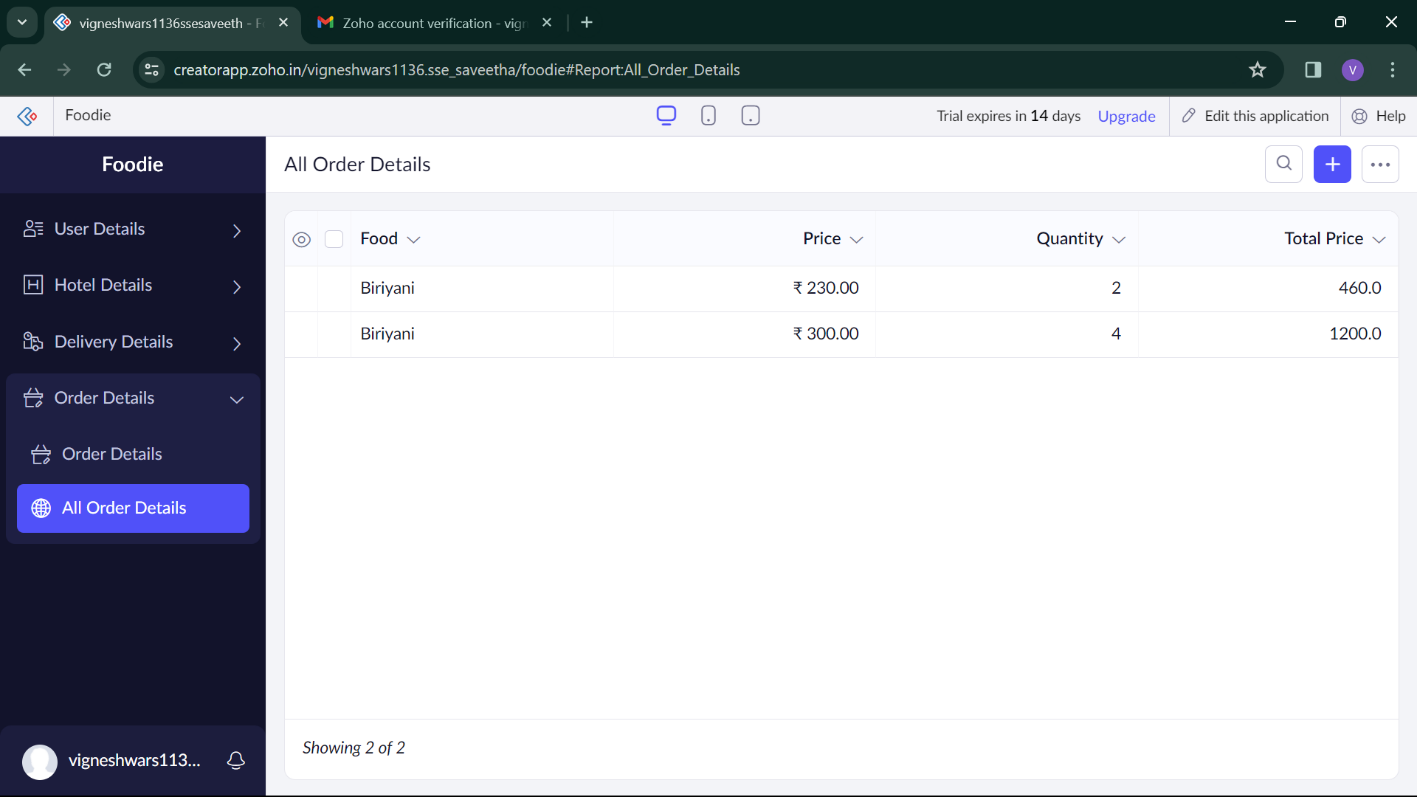 vigneshwars1136ssesaveeth - F
Zoho account verification - vign
creatorapp.zoho.in/vigneshwars1136.sse_saveetha/foodie#Report:All_Order_Details
V
Foodie
Trial expires in 14 days Upgrade Edit this application Help
Foodie
All Order Details
User Details
Hotel Details
Delivery Details
Order Details
Order Details
All Order Details
Food Price Quantity Total Price
Biriyani ₹ 230.00 2 460.0
Biriyani ₹ 300.00 4 1200.0
Showing 2 of 2
vigneshwars113...